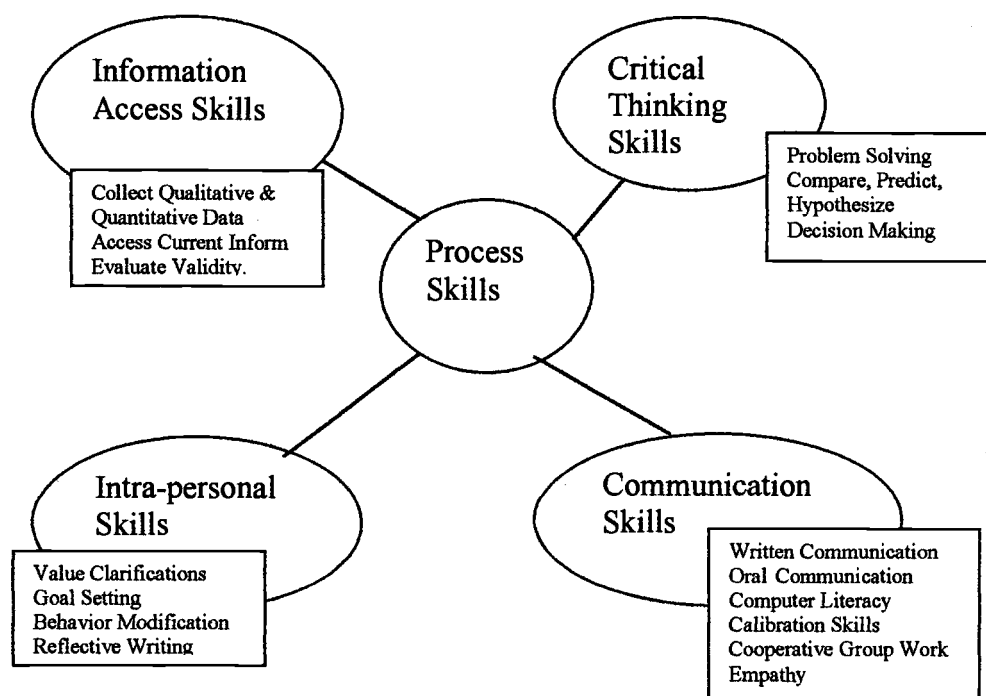 Information
Access Skills
Collect Qualitative &
Quantitative Data
Access Current Inform
Evaluate Validity.
Critical
Thinking
Skills
Problem Solving
Compare, Predict,
Hypothesize
Decision Making
Process
Skills
Intra-personal
Skills
Value Clarifications
Goal Setting
Behavior Modification
Reflective Writing
Communication
Skills
Written Communication
Oral Communication
Computer Literacy
Calibration Skills
Cooperative Group Work
Empathy